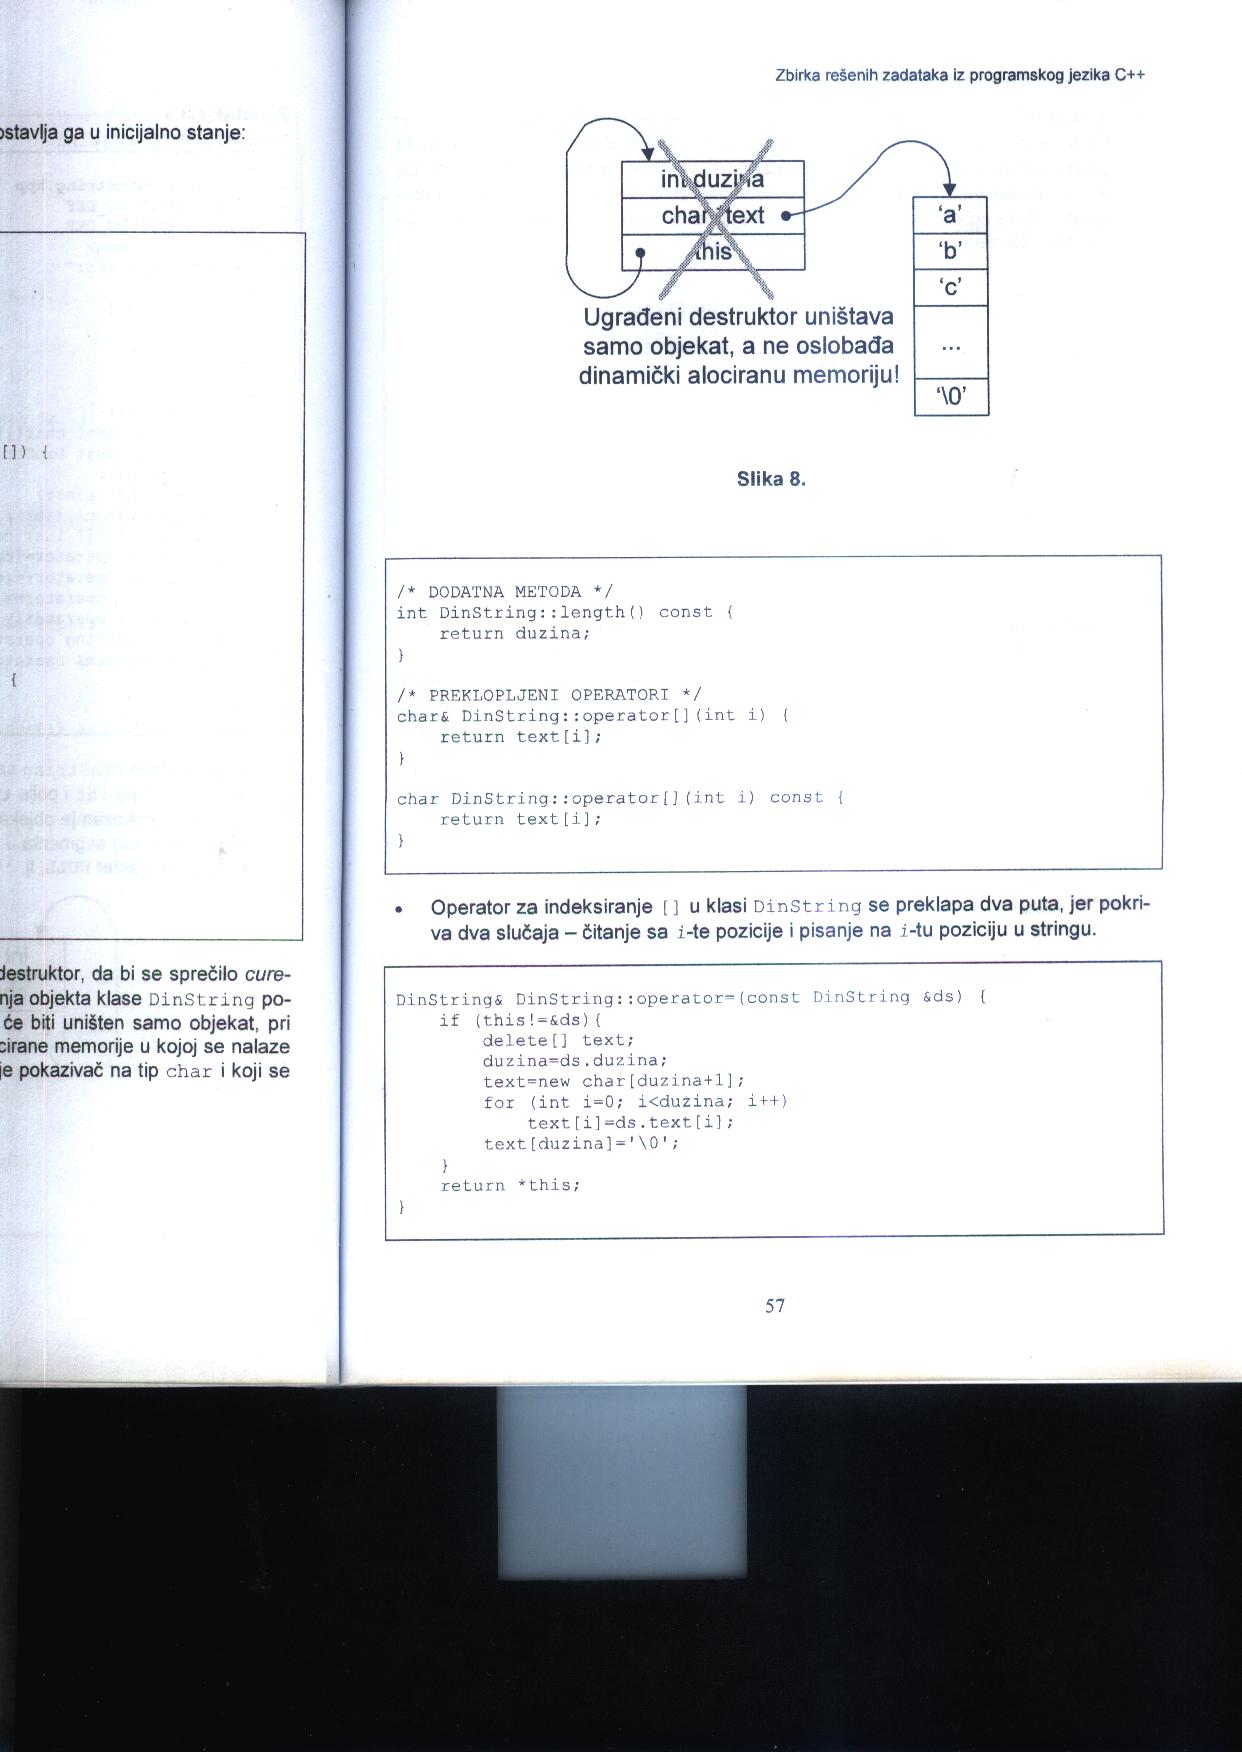 ostavlja ga u inicijalno stanje:
[]) {
{
destruktor, da bi se sprečilo cure-
nja objekta klase DinString po-
će biti uništen samo objekat, pri
cirane memorije u kojoj se nalaze
je pokazivač na tip char i koji se
Zbirka rešenih zadataka iz programskog jezika C++
int duzina
char *text
this
'a'
'b'
'c'
...
'\0'
Ugrađeni destruktor uništava
samo objekat, a ne oslobađa
dinamički alociranu memoriju!
Slika 8.
/* DODATNA METODA */
int DinString::length() const {
    return duzina;
}
/* PREKLOPLJENI OPERATORI */
char& DinString::operator[](int i) {
    return text[i];
}
char DinString::operator[](int i) const {
    return text[i];
}
• Operator za indeksiranje [] u klasi DinString se preklapa dva puta, jer pokri-
va dva slučaja – čitanje sa i-te pozicije i pisanje na i-tu poziciju u stringu.
DinString& DinString::operator=(const DinString &ds) {
    if (this!=&ds){
        delete[] text;
        duzina=ds.duzina;
        text=new char[duzina+1];
        for (int i=0; i<duzina; i++)
            text[i]=ds.text[i];
        text[duzina]='\0';
    }
    return *this;
}
57